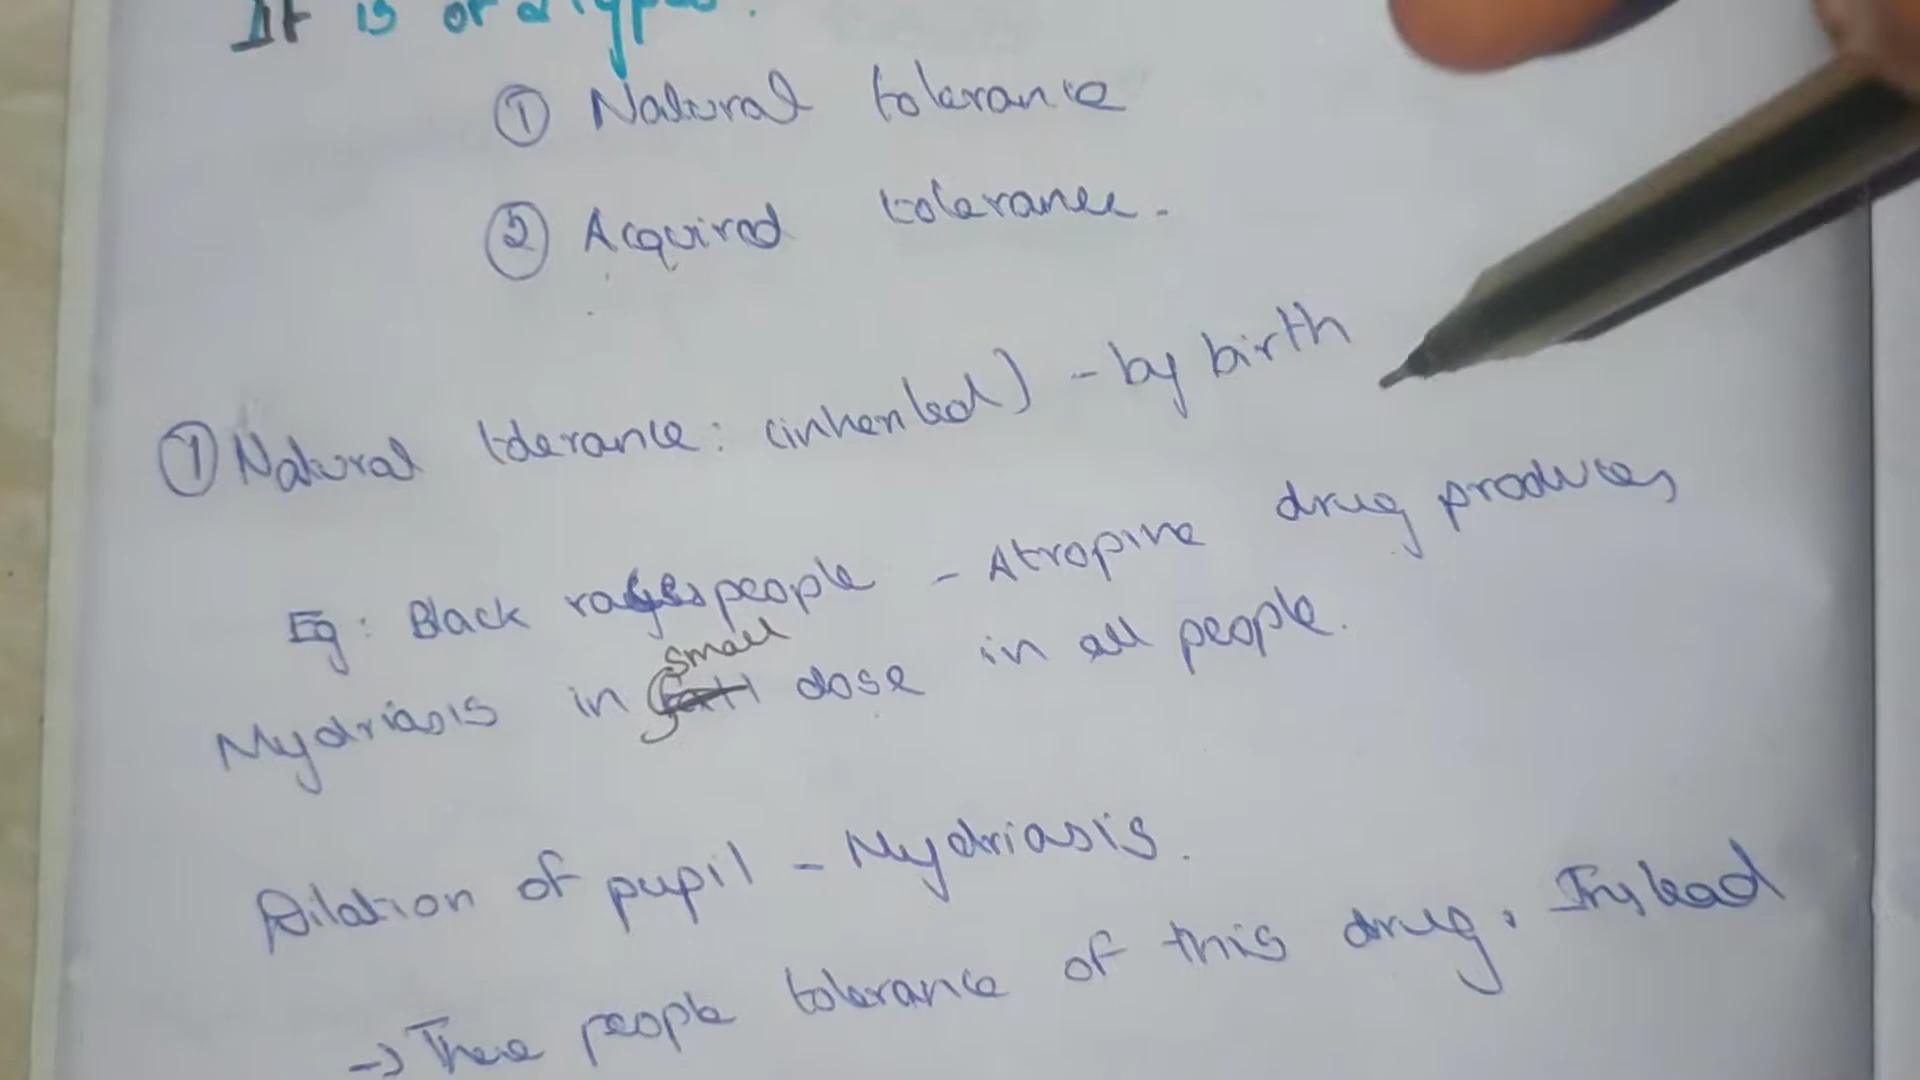 It is of 2 types.
① Natural tolerance
② Acquired tolerance.
① Natural tolerance: (inherited) - by birth
Eg: Black races people - Atropine drug produces
small
Mydriasis in dose in all people.
Dilation of pupil - Mydriasis.
→ These people tolerance of this drug. Instead